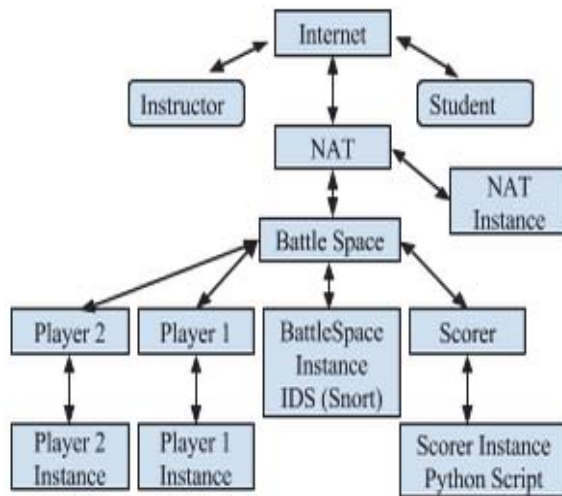 Internet
Instructor
Student
NAT
NAT
Instance
Battle Space
Player 2
Player 1
BattleSpace
Instance
IDS (Snort)
Scorer
Player 2
Instance
Player 1
Instance
Scorer Instance
Python Script